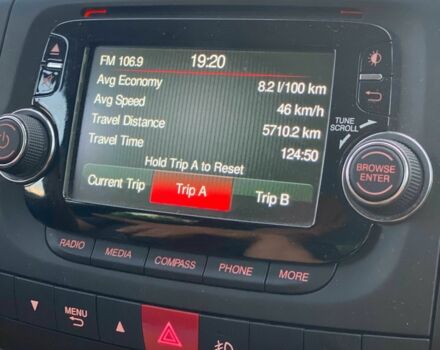 FM 106.9 19:20
Avg Economy 8.2 l/100 km
Avg Speed 46 km/h
Travel Distance 5710.2 km
Travel Time 124:50
Hold Trip A to Reset
Current Trip Trip A Trip B
TUNE
SCROLL
BROWSE
ENTER
RADIO MEDIA COMPASS PHONE MORE
MENU